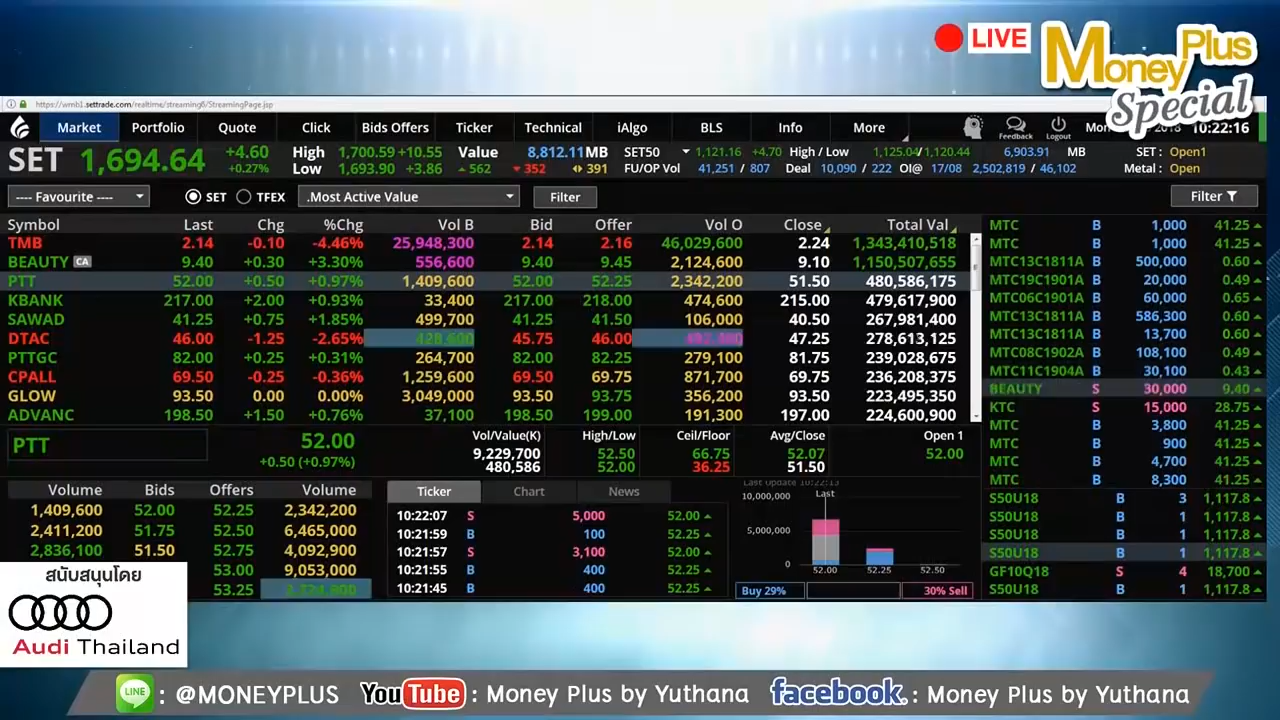 LIVE
Money Plus Special
https://wmb1.settrade.com/realtime/streaming6/StreamingPage.jsp
Market Portfolio Quote Click Bids Offers Ticker Technical iAlgo BLS Info More Feedback Logout Mon 2018 10:22:16
SET 1,694.64 +4.60 High 1,700.59 +10.55 Value 8,812.11 MB SET50 1,121.16 +4.70 High / Low 1,125.04/ 1,120.44 6,903.91 MB SET : Open1
+0.27% Low 1,693.90 +3.86 562 352 391 FU/OP Vol 41,251 / 807 Deal 10,090 / 222 OI@ 17/08 2,502,819 / 46,102 Metal : Open
---- Favourite ---- SET TFEX .Most Active Value Filter Filter
Symbol Last Chg %Chg Vol B Bid Offer Vol O Close Total Val
TMB 2.14 -0.10 -4.46% 25,948,300 2.14 2.16 46,029,600 2.24 1,343,410,518
BEAUTY CA 9.40 +0.30 +3.30% 556,600 9.40 9.45 2,124,600 9.10 1,150,507,655
PTT 52.00 +0.50 +0.97% 1,409,600 52.00 52.25 2,342,200 51.50 480,586,175
KBANK 217.00 +2.00 +0.93% 33,400 217.00 218.00 474,600 215.00 479,617,900
SAWAD 41.25 +0.75 +1.85% 499,700 41.25 41.50 106,000 40.50 267,981,400
DTAC 46.00 -1.25 -2.65% 45.75 46.00 47.25 278,613,125
PTTGC 82.00 +0.25 +0.31% 264,700 82.00 82.25 279,100 81.75 239,028,675
CPALL 69.50 -0.25 -0.36% 1,259,600 69.50 69.75 871,700 69.75 236,208,375
GLOW 93.50 0.00 0.00% 3,049,000 93.50 93.75 356,200 93.50 223,495,350
ADVANC 198.50 +1.50 +0.76% 37,100 198.50 199.00 191,300 197.00 224,600,900
MTC B 1,000 41.25
MTC B 1,000 41.25
MTC13C1811A B 500,000 0.60
MTC19C1901A B 20,000 0.49
MTC06C1901A B 60,000 0.65
MTC13C1811A B 586,300 0.60
MTC13C1811A B 13,700 0.60
MTC08C1902A B 108,100 0.49
MTC11C1904A B 30,100 0.43
BEAUTY S 30,000 9.40
KTC S 15,000 28.75
MTC B 3,800 41.25
MTC B 900 41.25
MTC B 4,700 41.25
MTC B 8,300 41.25
S50U18 B 3 1,117.8
S50U18 B 1 1,117.8
S50U18 B 1 1,117.8
S50U18 B 1 1,117.8
GF10Q18 S 4 18,700
S50U18 B 1 1,117.8
PTT 52.00 +0.50 (+0.97%)
Vol/Value(K) High/Low Ceil/Floor Avg/Close Open 1
9,229,700 52.50 66.75 52.07 52.00
480,586 52.00 36.25 51.50
Volume Bids Offers Volume
1,409,600 52.00 52.25 2,342,200
2,411,200 51.75 52.50 6,465,000
2,836,100 51.50 52.75 4,092,900
53.00 9,053,000
53.25
Ticker Chart News
10:22:07 S 5,000 52.00
10:21:59 B 100 52.25
10:21:57 S 3,100 52.00
10:21:55 B 400 52.25
10:21:45 B 400 52.25
Last Update 10:22:13
10,000,000 Last
5,000,000
0
52.00 52.25 52.50
Buy 29% 30% Sell
สนับสนุนโดย
Audi Thailand
LINE : @MONEYPLUS YouTube : Money Plus by Yuthana facebook. : Money Plus by Yuthana